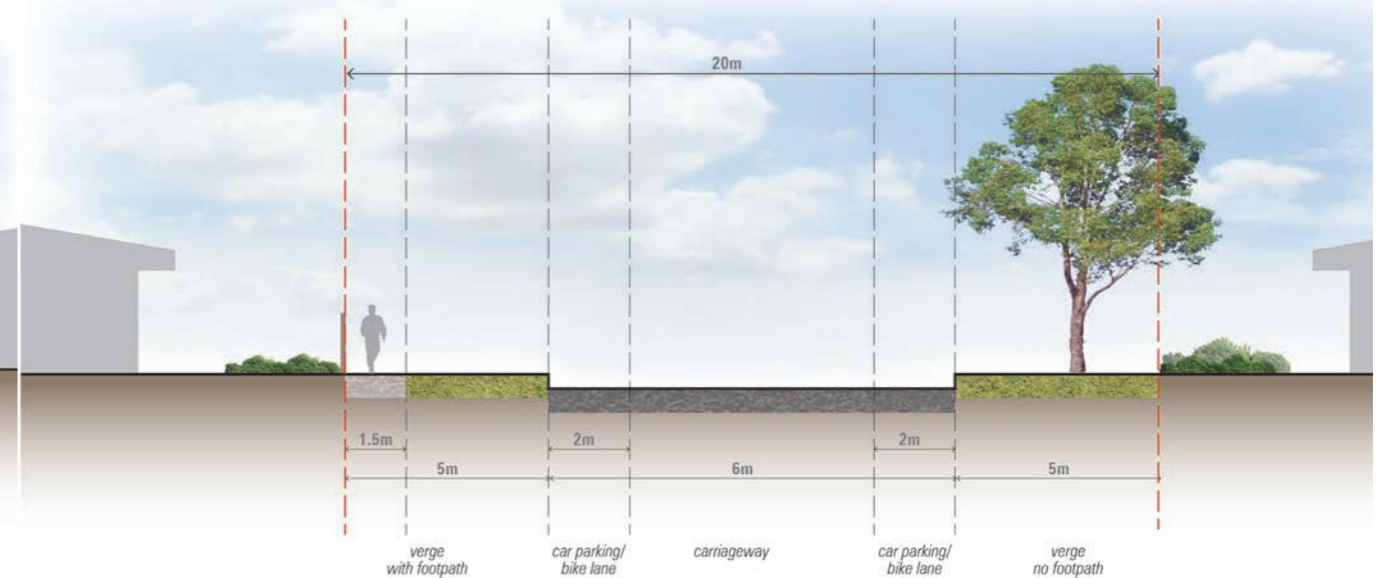 20m
1.5m
2m
2m
5m
6m
5m
verge
with footpath
car parking/
bike lane
carriageway
car parking/
bike lane
verge
no footpath